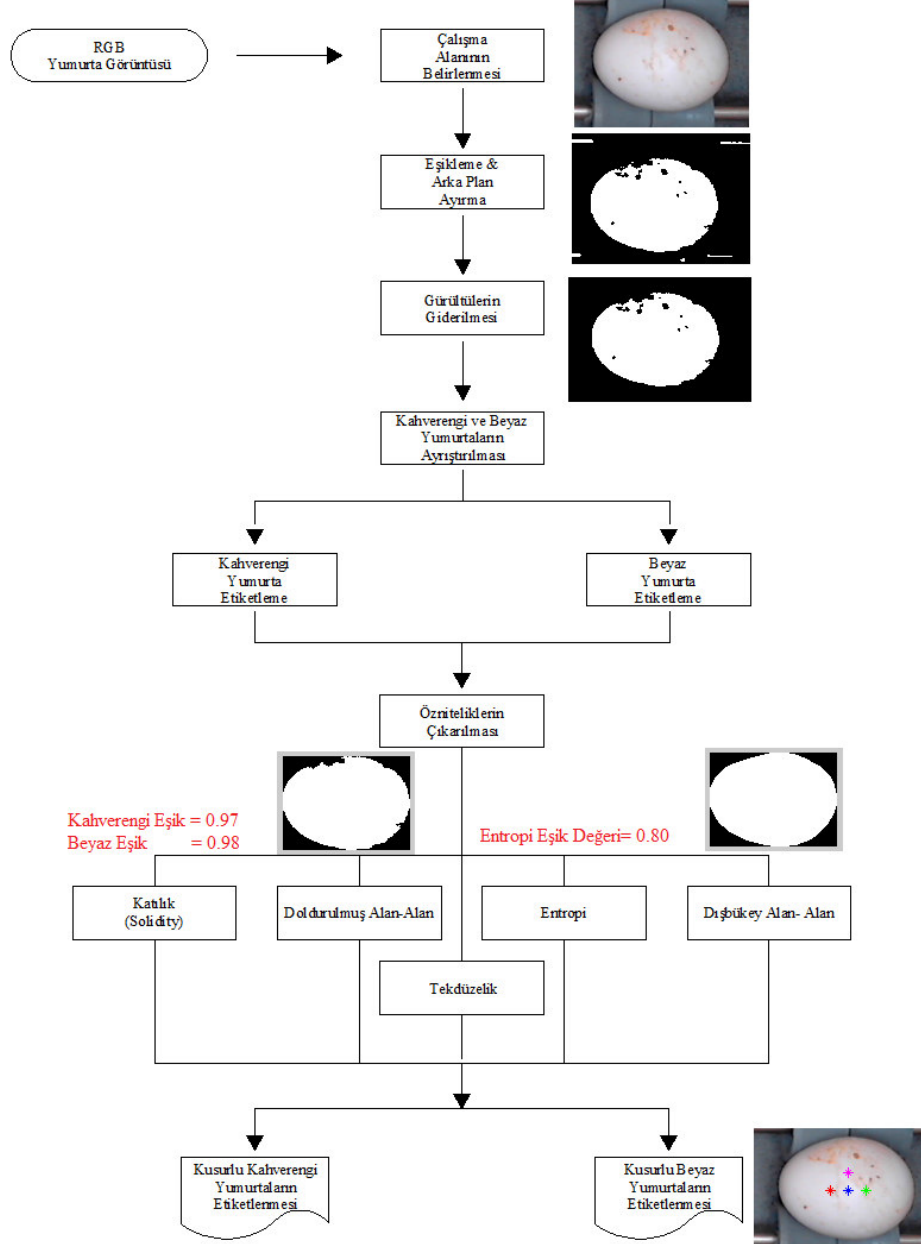 RGB
Yumurta Görüntüsü
Çalışma
Alanının
Belirlenmesi
Eşikleme &
Arka Plan
Ayırma
Gürültülerin
Giderilmesi
Kahverengi ve Beyaz
Yumurtaların
Ayrıştırılması
Kahverengi
Yumurta
Etiketleme
Beyaz
Yumurta
Etiketleme
Özniteliklerin
Çıkarılması
Kahverengi Eşik = 0.97
Beyaz Eşik = 0.98
Entropi Eşik Değeri= 0.80
Katılık
(Solidity)
Doldurulmuş Alan-Alan
Entropi
Dışbükey Alan- Alan
Tekdüzelik
Kusurlu Kahverengi
Yumurtaların
Etiketlenmesi
Kusurlu Beyaz
Yumurtaların
Etiketlenmesi